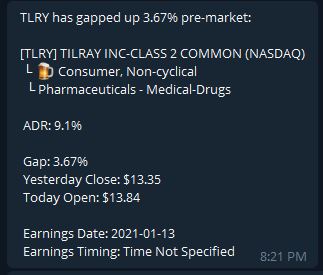 TLRY has gapped up 3.67% pre-market:
[TLRY] TILRAY INC-CLASS 2 COMMON (NASDAQ)
└ 🍺 Consumer, Non-cyclical
└ Pharmaceuticals - Medical-Drugs
ADR: 9.1%
Gap: 3.67%
Yesterday Close: $13.35
Today Open: $13.84
Earnings Date: 2021-01-13
Earnings Timing: Time Not Specified
8:21 PM